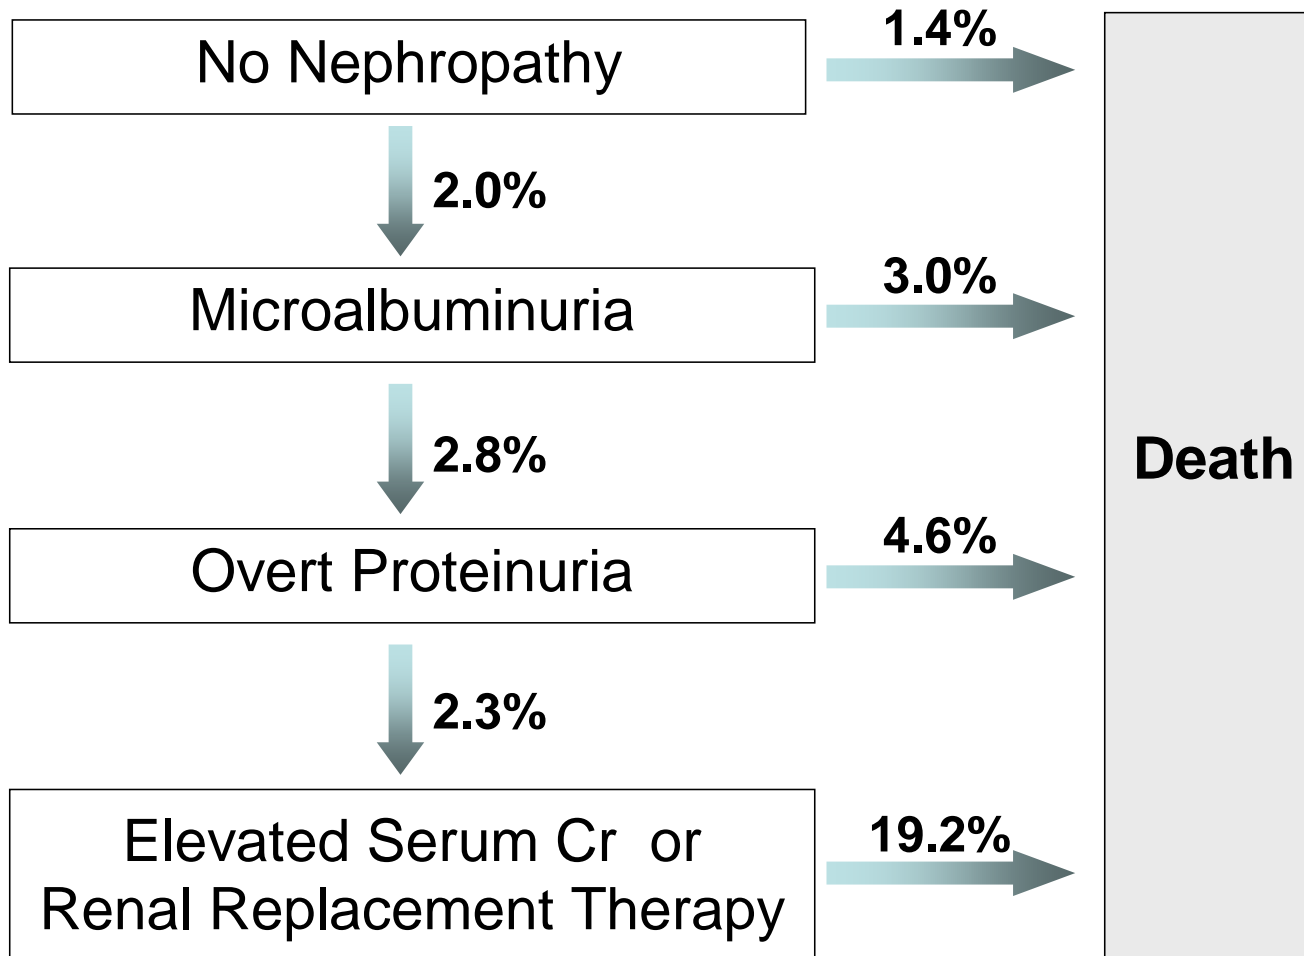 No Nephropathy
1.4%
2.0%
Microalbuminuria
3.0%
2.8%
Death
Overt Proteinuria
4.6%
2.3%
Elevated Serum Cr or
Renal Replacement Therapy
19.2%